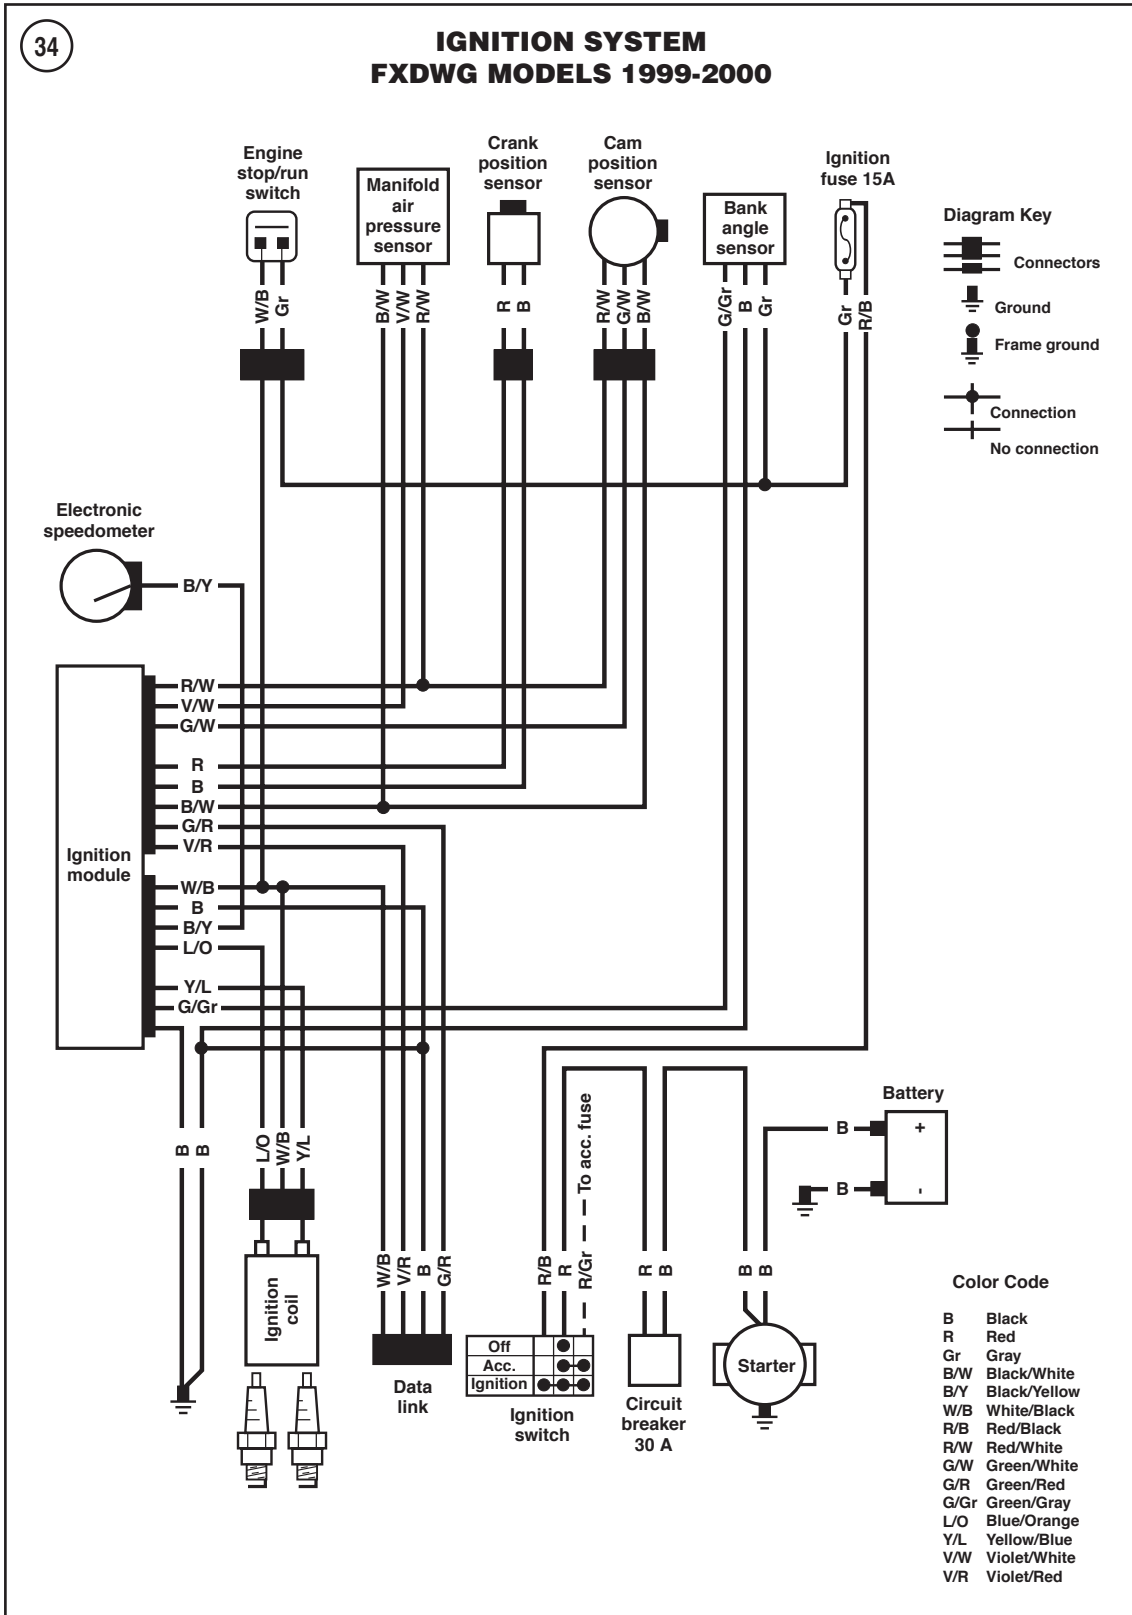 34
IGNITION SYSTEM
FXDWG MODELS 1999-2000
Engine
stop/run
switch
Manifold
air
pressure
sensor
Crank
position
sensor
Cam
position
sensor
Bank
angle
sensor
Ignition
fuse 15A
Diagram Key
Connectors
Ground
Frame ground
Connection
No connection
W/B
Gr
B/W
V/W
R/W
R
B
R/W
G/W
B/W
G/Gr
B
Gr
Gr
R/B
Electronic
speedometer
B/Y
Ignition
module
R/W
V/W
G/W
R
B
B/W
G/R
V/R
W/B
B
B/Y
L/O
Y/L
G/Gr
B
B
L/O
W/B
Y/L
Ignition
coil
W/B
V/R
B
G/R
Data
link
R/B
R
R/Gr
To acc. fuse
Off
Acc.
Ignition
Ignition
switch
R
B
Circuit
breaker
30 A
B
B
Starter
Battery
B
+
B
-
Color Code
B Black
R Red
Gr Gray
B/W Black/White
B/Y Black/Yellow
W/B White/Black
R/B Red/Black
R/W Red/White
G/W Green/White
G/R Green/Red
G/Gr Green/Gray
L/O Blue/Orange
Y/L Yellow/Blue
V/W Violet/White
V/R Violet/Red